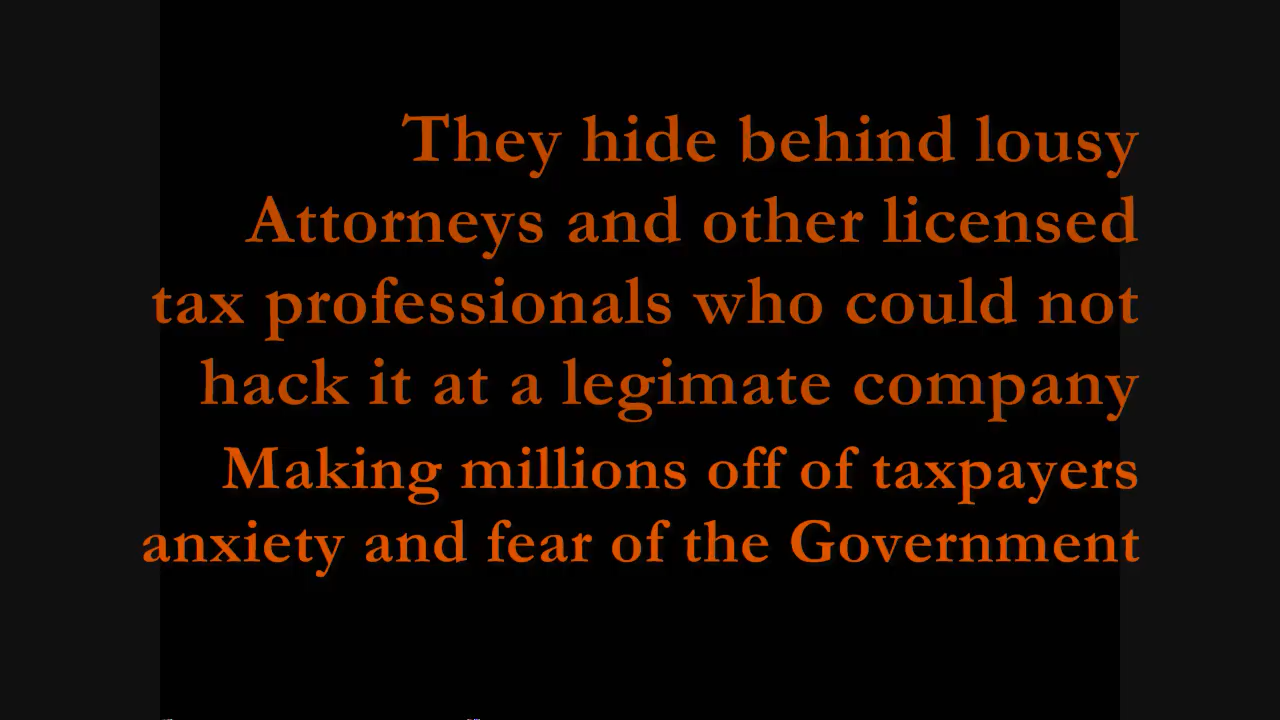 They hide behind lousy
Attorneys and other licensed
tax professionals who could not
hack it at a legimate company
Making millions off of taxpayers
anxiety and fear of the Government